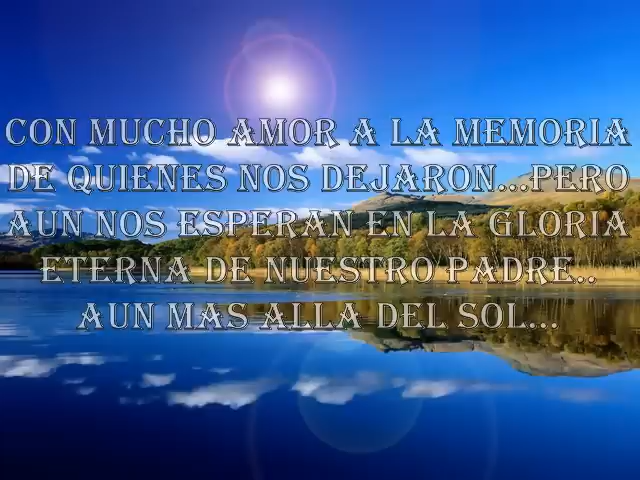 CON MUCHO AMOR A LA MEMORIA
DE QUIENES NOS DEJARON...PERO
AUN NOS ESPERAN EN LA GLORIA
ETERNA DE NUESTRO PADRE..
AUN MAS ALLA DEL SOL...